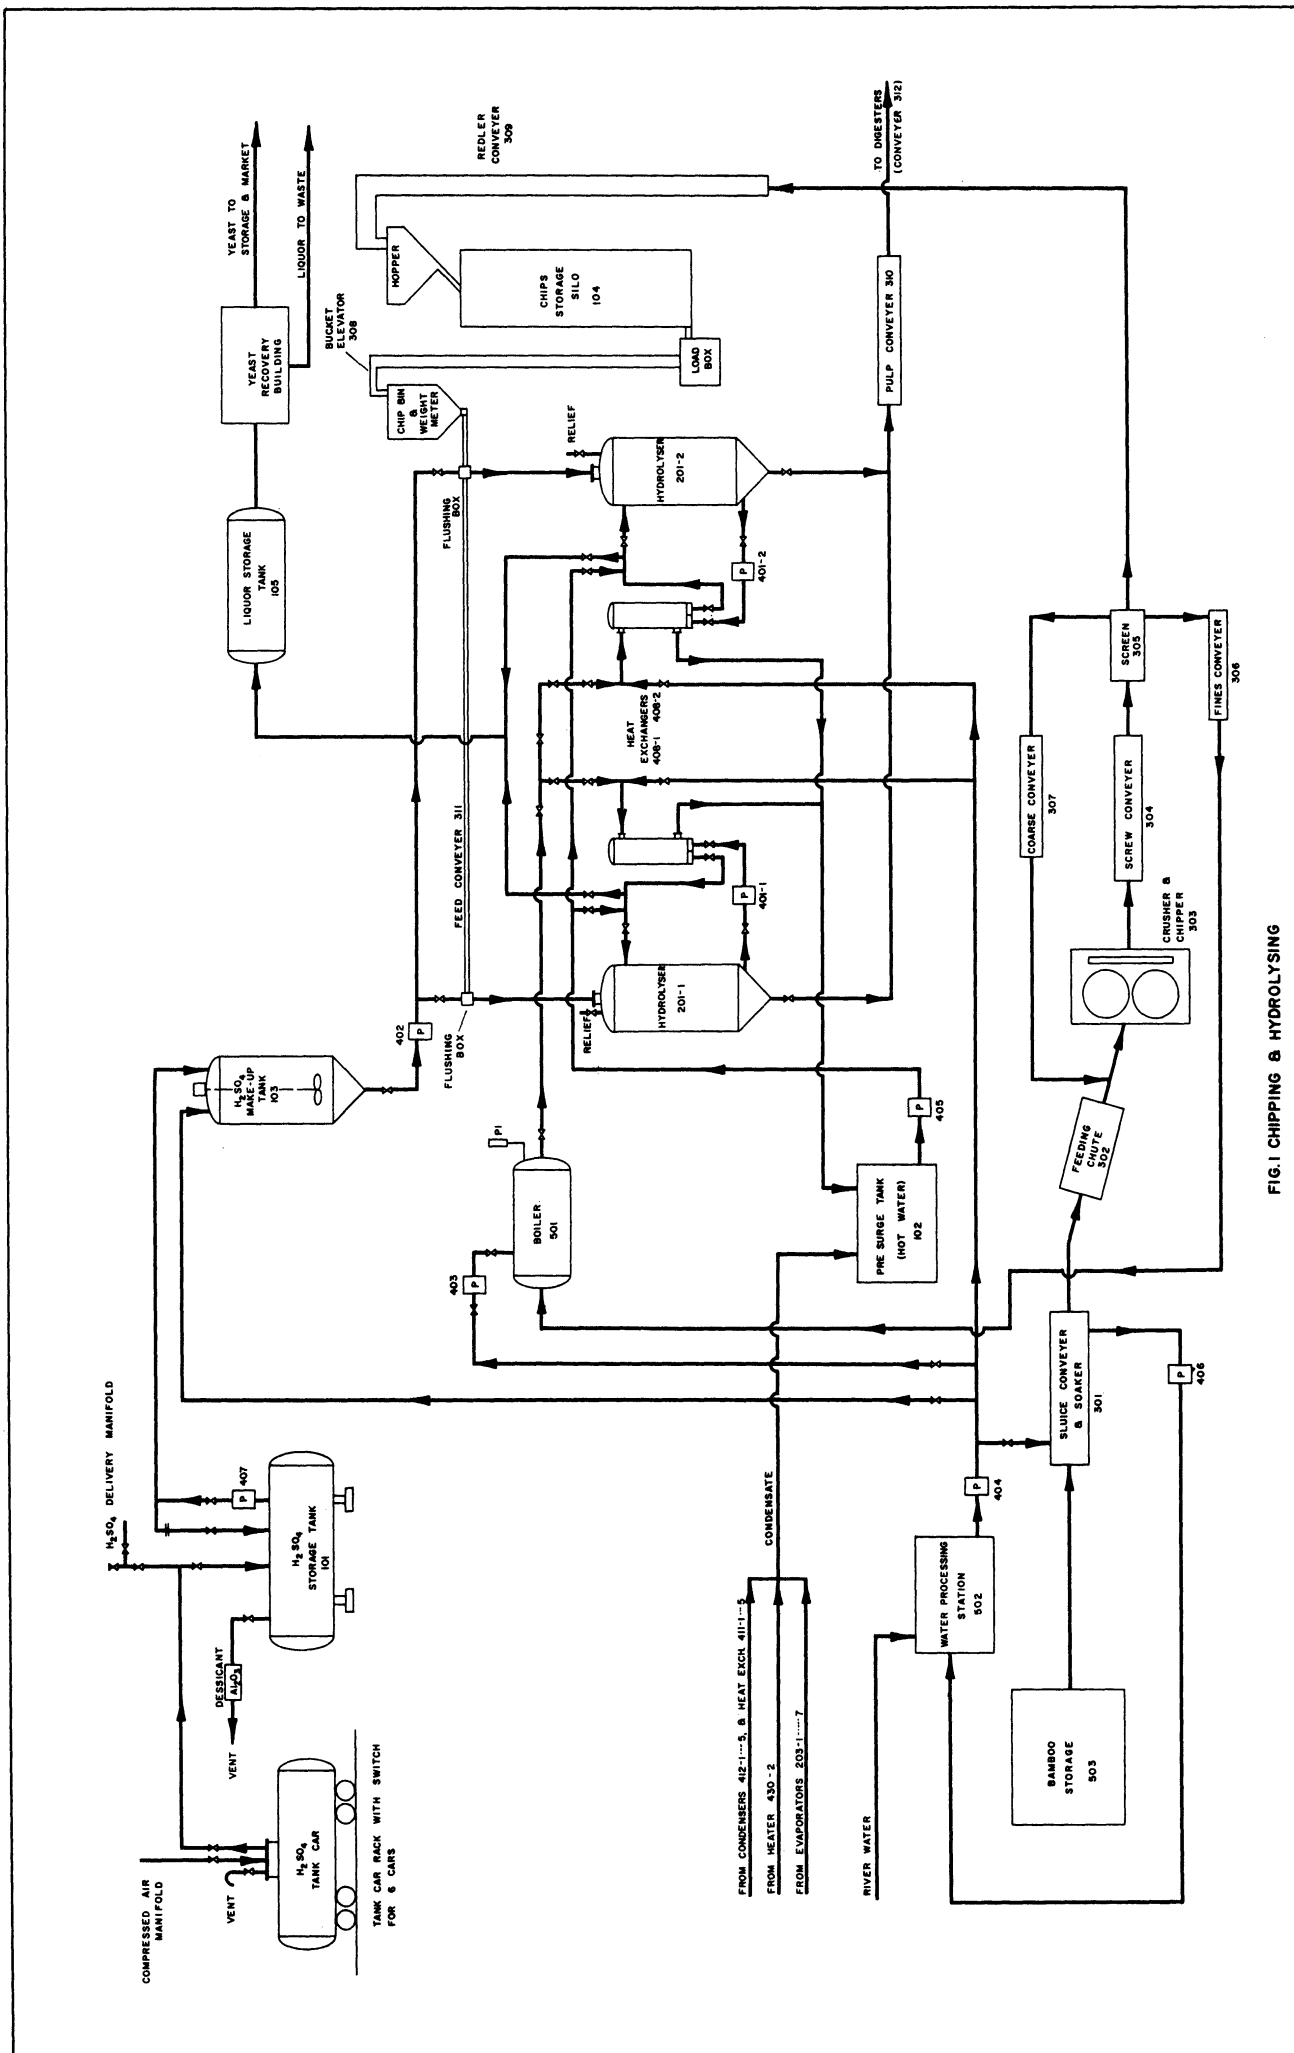 COMPRESSED AIR
MANIFOLD
VENT
H2SO4
TANK CAR
TANK CAR RACK WITH SWITCH
FOR 6 CARS
VENT
DESSICANT
Al2O3
H2SO4 DELIVERY MANIFOLD
H2SO4
STORAGE TANK
101
P
407
H2SO4
MAKE-UP
TANK
103
P
402
LIQUOR STORAGE
TANK
105
YEAST
RECOVERY
BUILDING
YEAST TO
STORAGE & MARKET
LIQUOR TO WASTE
FLUSHING
BOX
FEED CONVEYER 311
FLUSHING
BOX
CHIP BIN
&
WEIGHT
METER
BUCKET
ELEVATOR
308
HOPPER
REDLER
CONVEYER
309
CHIPS
STORAGE
SILO
104
LOAD
BOX
P
403
PI
BOILER
501
RELIEF
HYDROLYSER
201-1
P
401-1
HEAT
EXCHANGERS
408-1 408-2
RELIEF
HYDROLYSER
201-2
P
401-2
FROM CONDENSERS 412-1---5, & HEAT EXCH. 411-1---5
FROM HEATER 430-2
FROM EVAPORATORS 203-1----7
CONDENSATE
PRE SURGE TANK
(HOT WATER)
102
P
405
PULP CONVEYER 310
TO DIGESTERS
(CONVEYER 312)
RIVER WATER
WATER PROCESSING
STATION
502
P
404
BAMBOO
STORAGE
503
SLUICE CONVEYER
& SOAKER
301
P
406
FEEDING
CHUTE
302
CRUSHER &
CHIPPER
303
COARSE CONVEYER
307
SCREW CONVEYER
304
SCREEN
305
FINES CONVEYER
306
FIG.1 CHIPPING & HYDROLYSING